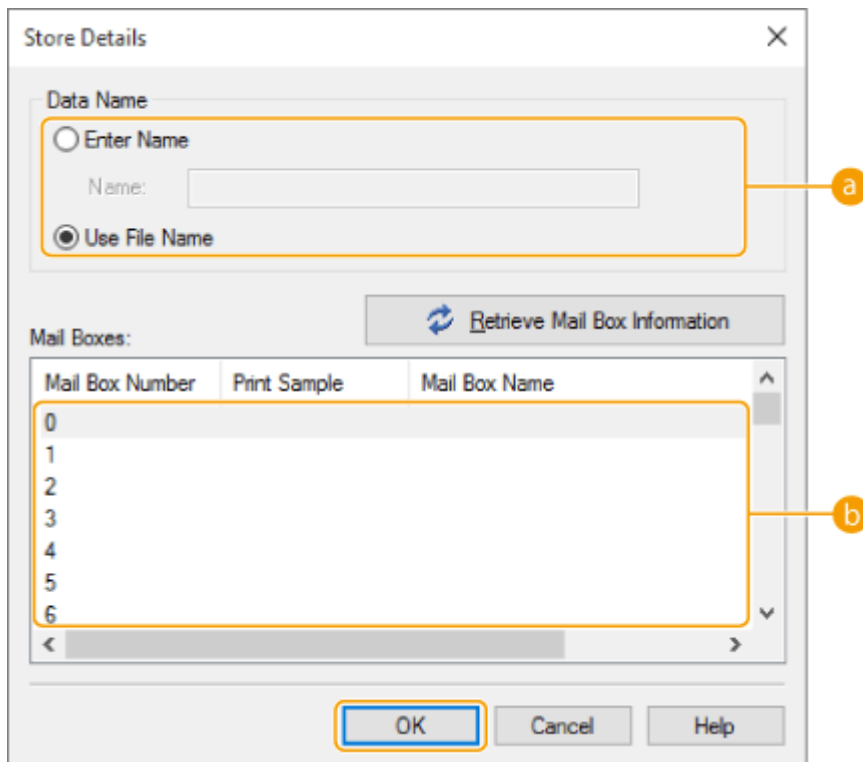 Store Details
Data Name
Enter Name
Name:
a
Use File Name
Retrieve Mail Box Information
Mail Boxes:
Mail Box Number Print Sample Mail Box Name
0
1
2
3
b
4
5
6
OK Cancel Help